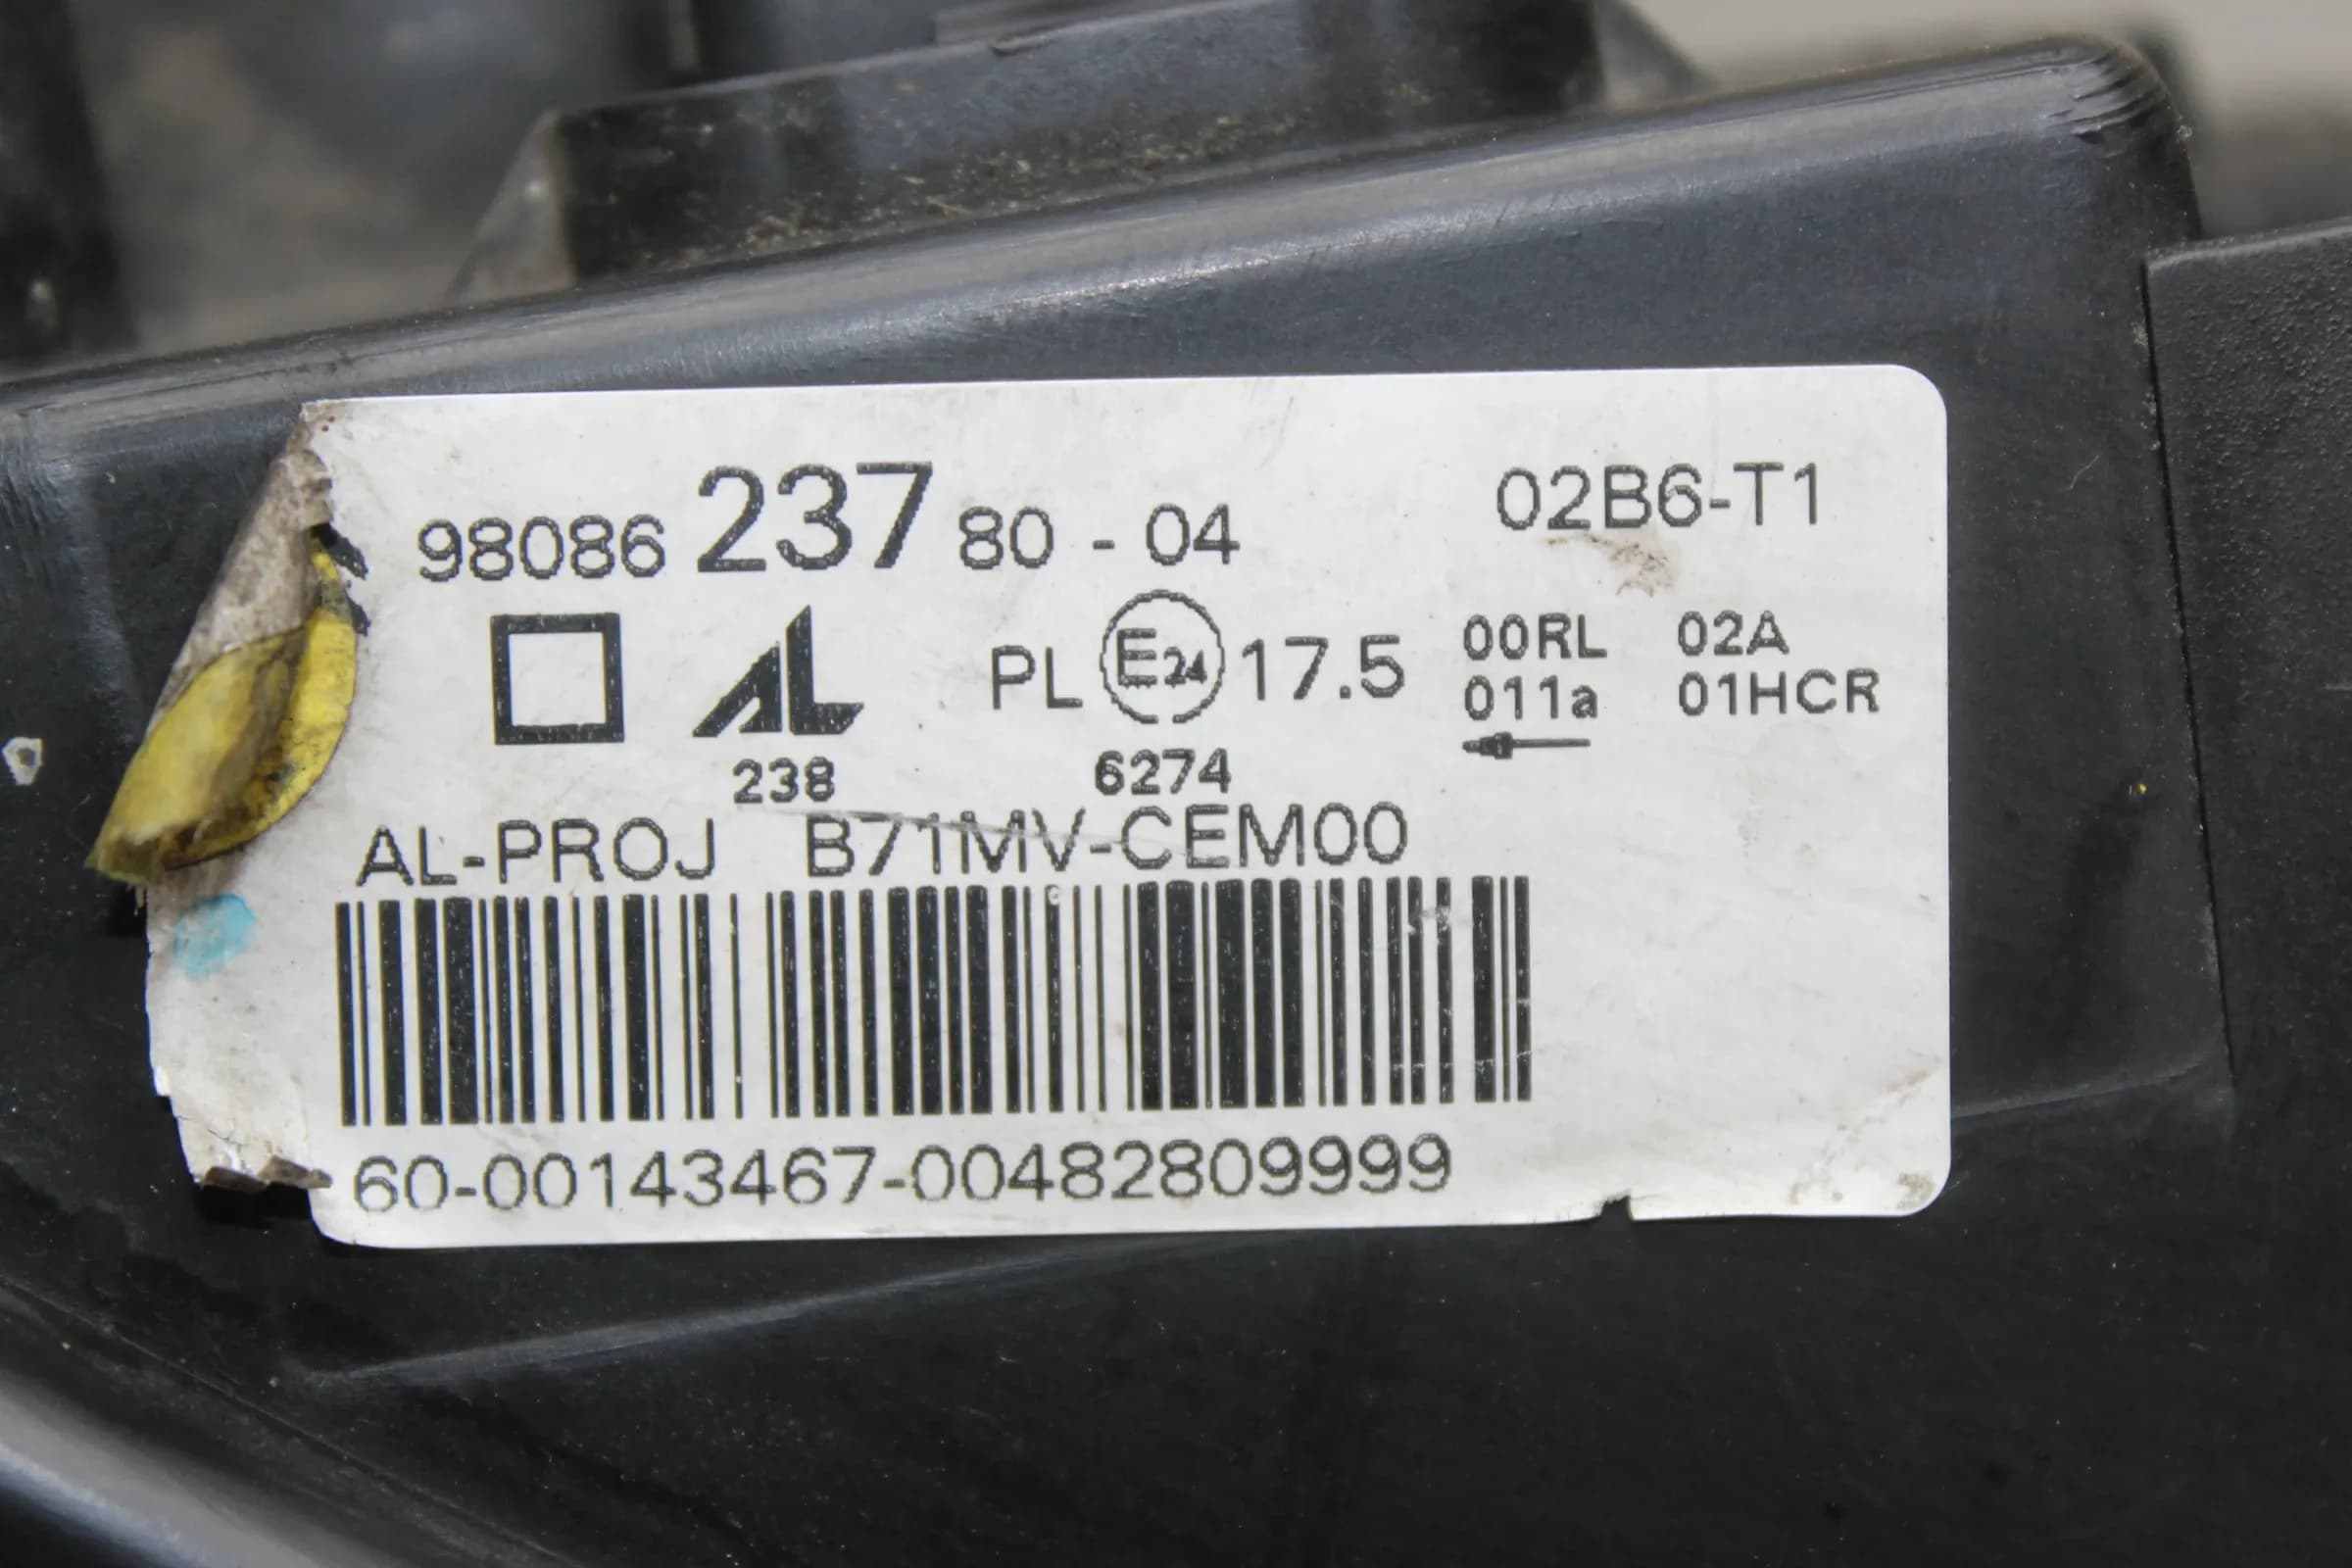 98086 237 80 - 04 02B6-T1
AL PL E24 17.5 00RL 02A
011a 01HCR
238 6274
AL-PROJ B71MV-CEM00
60-00143467-00482809999